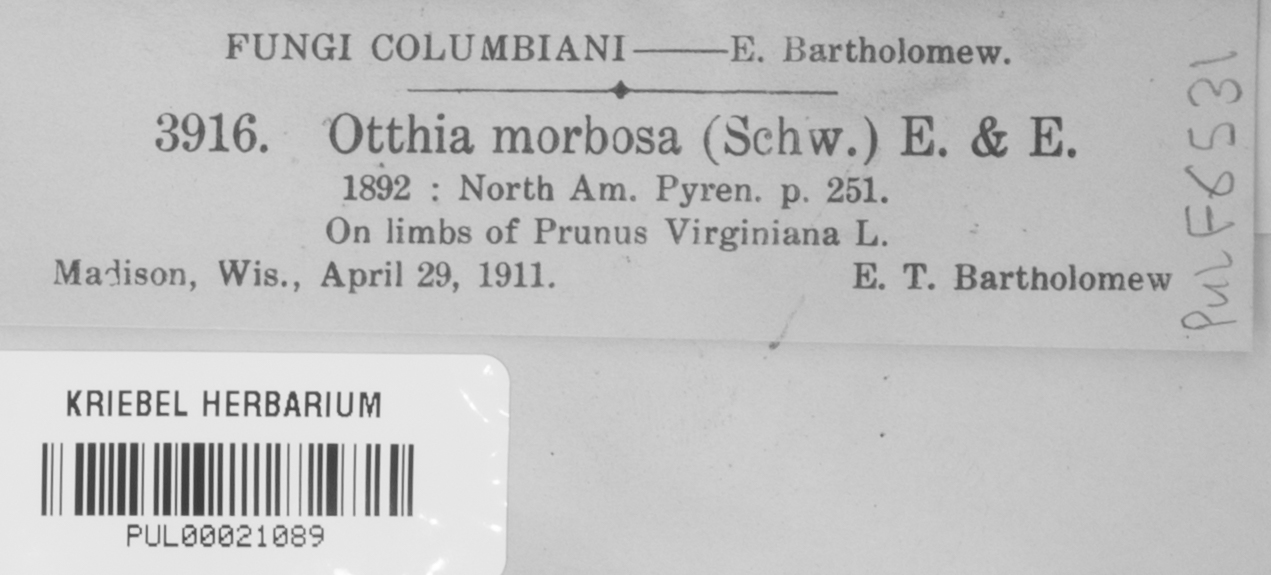 FUNGI COLUMBIANI——E. Bartholomew.
3916. Otthia morbosa (Schw.) E. & E.
1892 : North Am. Pyren. p. 251.
On limbs of Prunus Virginiana L.
Madison, Wis., April 29, 1911. E. T. Bartholomew
PUL F6531
KRIEBEL HERBARIUM
PUL00021089